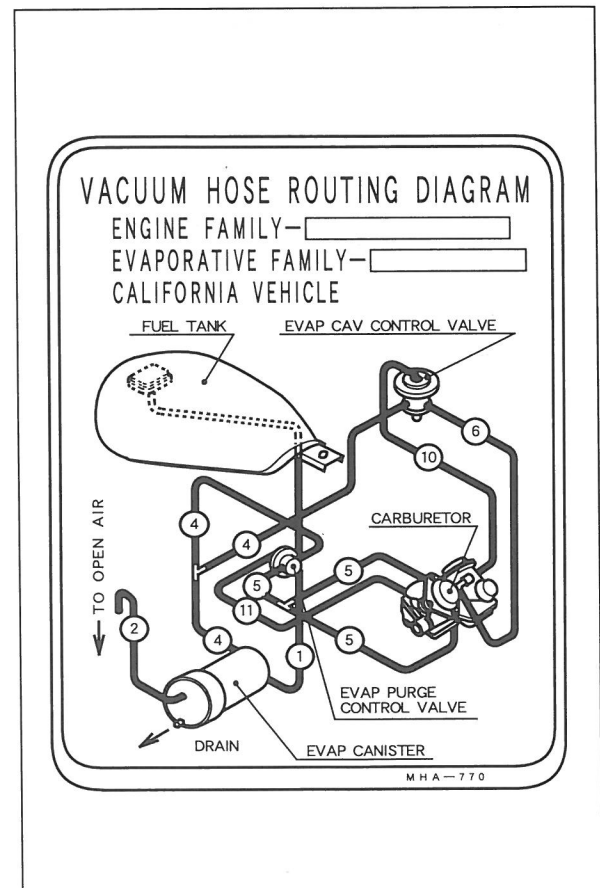 VACUUM HOSE ROUTING DIAGRAM
ENGINE FAMILY—
EVAPORATIVE FAMILY—
CALIFORNIA VEHICLE
FUEL TANK
EVAP CAV CONTROL VALVE
6
10
4
CARBURETOR
4
TO OPEN AIR
5
5
11
2
4
5
1
EVAP PURGE
CONTROL VALVE
DRAIN
EVAP CANISTER
MHA—770